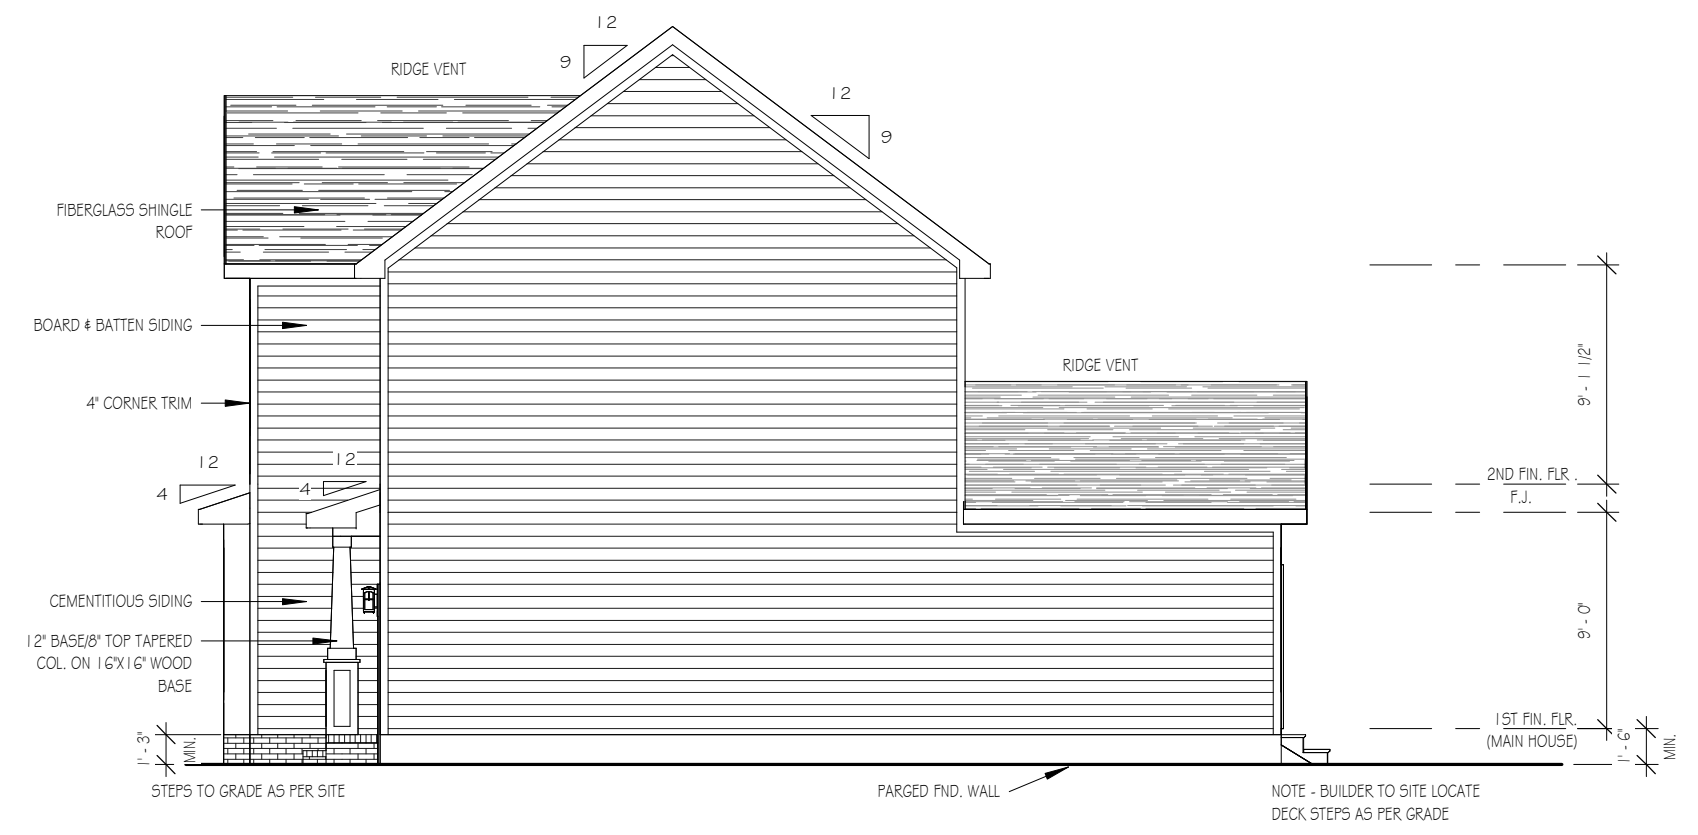 12
9
RIDGE VENT
12
9
FIBERGLASS SHINGLE
ROOF
BOARD & BATTEN SIDING
9' - 1 1/2"
RIDGE VENT
4" CORNER TRIM
12
4
12
4
2ND FIN. FLR .
F.J.
CEMENTITIOUS SIDING
9' - 0"
12" BASE/8" TOP TAPERED
COL. ON 16"X16" WOOD
BASE
1ST FIN. FLR.
(MAIN HOUSE)
1' - 3"
MIN.
1' - 6"
MIN.
STEPS TO GRADE AS PER SITE
PARGED FND. WALL
NOTE - BUILDER TO SITE LOCATE
DECK STEPS AS PER GRADE